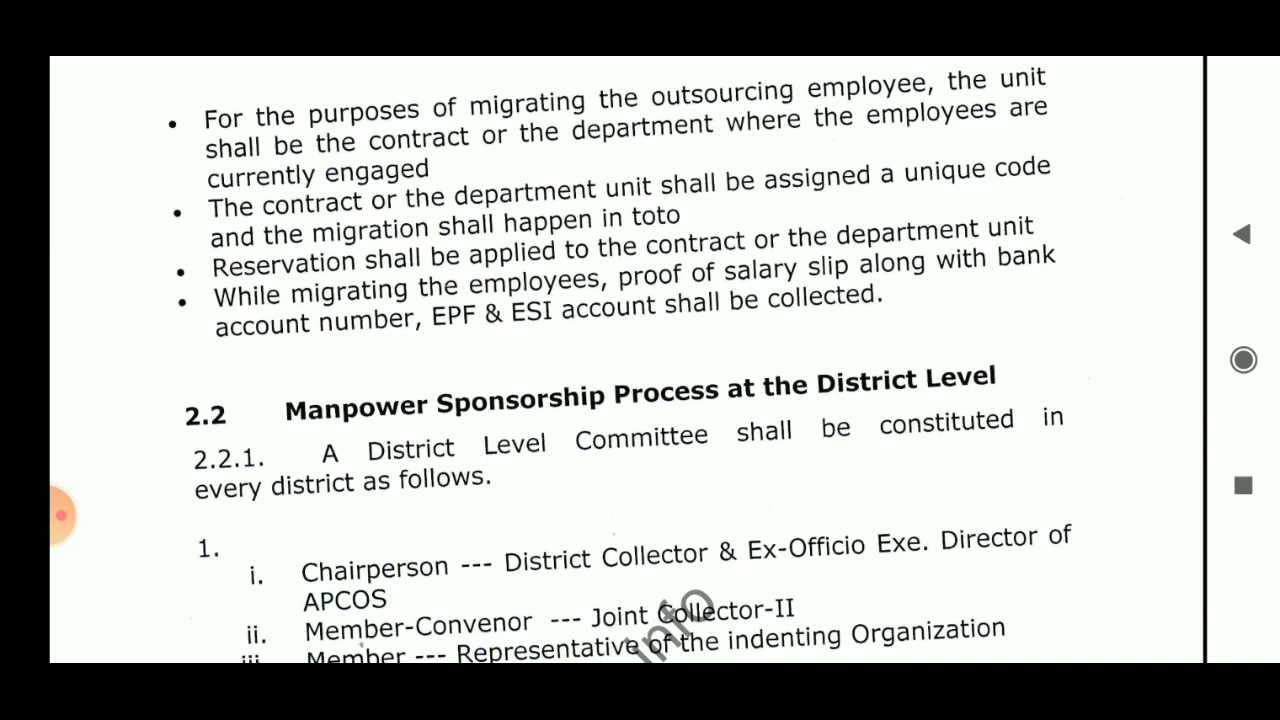 • For the purposes of migrating the outsourcing employee, the unit
shall be the contract or the department where the employees are
currently engaged
• The contract or the department unit shall be assigned a unique code
and the migration shall happen in toto
• Reservation shall be applied to the contract or the department unit
• While migrating the employees, proof of salary slip along with bank
account number, EPF & ESI account shall be collected.
2.2 Manpower Sponsorship Process at the District Level
2.2.1. A District Level Committee shall be constituted in
every district as follows.
1.
i. Chairperson --- District Collector & Ex-Officio Exe. Director of
APCOS
ii. Member-Convenor --- Joint Collector-II
iii. Member --- Representative of the indenting Organization
info